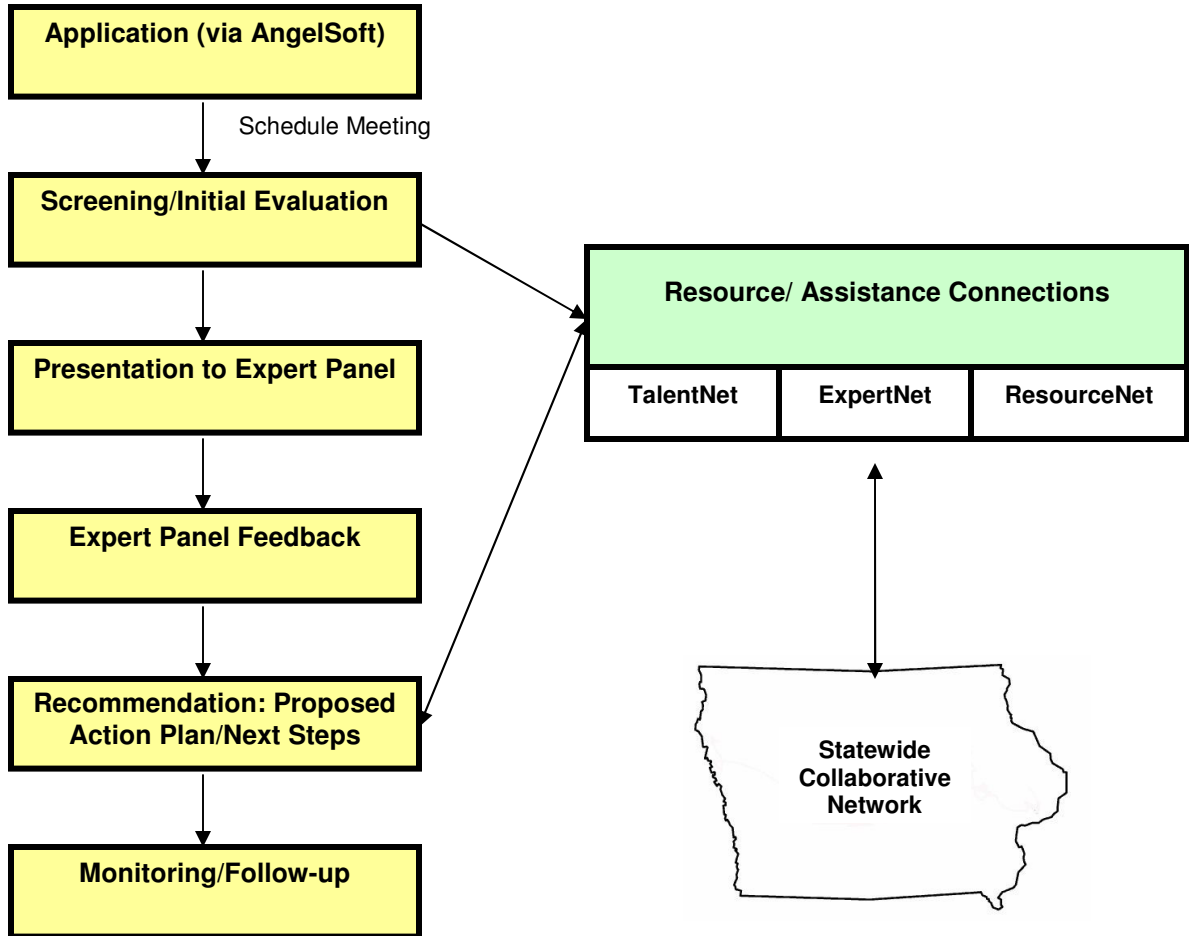 Application (via AngelSoft)
Schedule Meeting
Screening/Initial Evaluation
Presentation to Expert Panel
Expert Panel Feedback
Recommendation: Proposed
Action Plan/Next Steps
Monitoring/Follow-up
Resource/ Assistance Connections
TalentNet
ExpertNet
ResourceNet
Statewide
Collaborative
Network